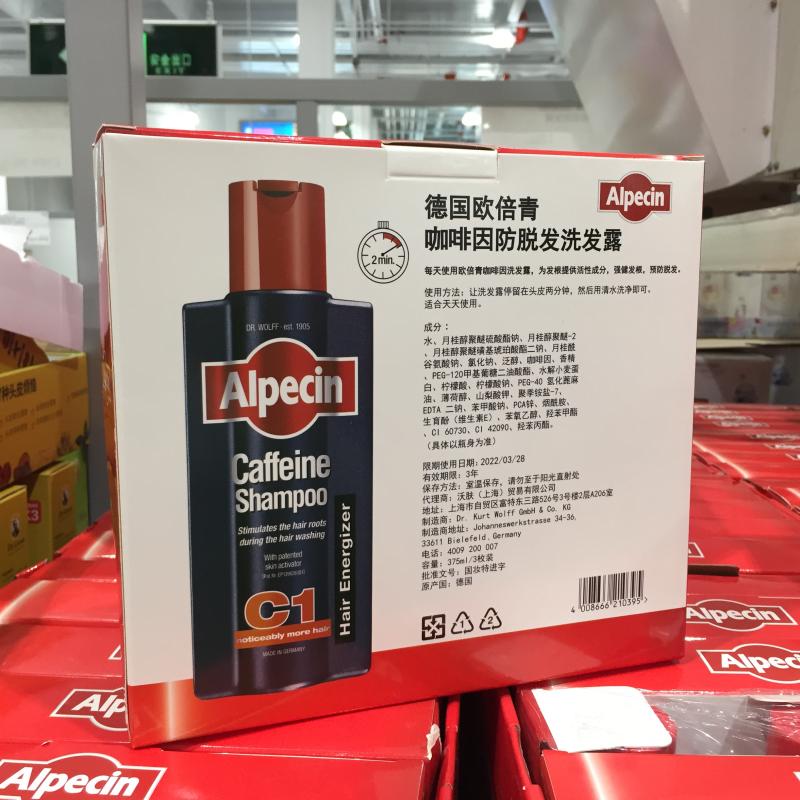 安全出口
EXIT
Alpecin
德国欧倍青
咖啡因防脱发洗发露
2 min.
每天使用欧倍青咖啡因洗发露，为发根提供活性成分，强健发根，预防脱发。
使用方法：让洗发露停留在头皮两分钟，然后用清水洗净即可。
适合天天使用。
成分：
水、月桂醇聚醚硫酸酯钠、月桂醇聚醚-2
、月桂醇聚醚磺基琥珀酸酯二钠、月桂酰
谷氨酸钠、氯化钠、泛醇、咖啡因、香精
、PEG-120甲基葡糖二油酸酯、水解小麦蛋
白、柠檬酸、柠檬酸钠、PEG-40 氢化蓖麻
油、薄荷醇、山梨酸钾、聚季铵盐-7、
EDTA 二钠、苯甲酸钠、PCA锌、烟酰胺、
生育酚（维生素E）、苯氧乙醇、羟苯甲酯
、CI 60730、CI 42090、羟苯丙酯。
（具体以瓶身为准）
限期使用日期：2022/03/28
有效期限：3年
保存方法：室温保存，请勿至于阳光直射处
代理商：沃肤（上海）贸易有限公司
地址：上海市自贸区富特东三路526号3号楼2层A206室
制造商：Dr. Kurt Wolff GmbH & Co. KG
制造商地址：Johanneswerkstrasse 34-36,
33611 Bielefeld, Germany
电话：4009 200 007
容量：375ml/3枚装
批准文号：国妆特进字
原产国：德国
4 008666 210395 >
1
2
DR. WOLFF · est. 1905
Alpecin
Caffeine
Shampoo
Stimulates the hair roots
during the hair washing
With patented
skin activator
C1
noticeably more hair
Hair Energizer
MADE IN GERMANY
Alpecin
Alpecin
Alpecin